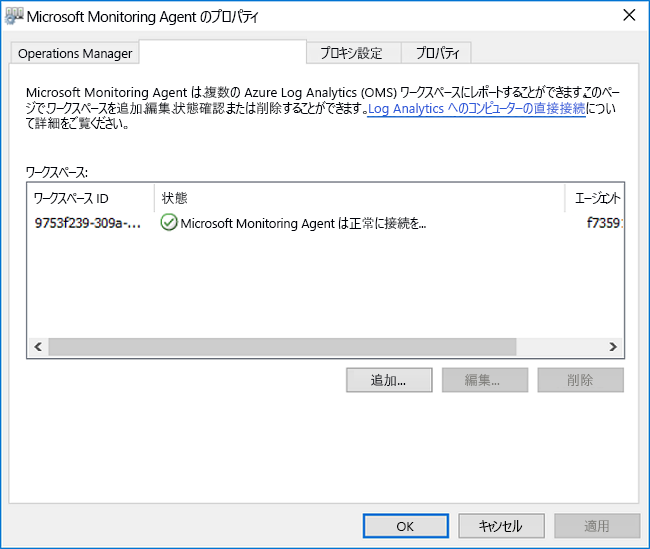 Microsoft Monitoring Agent のプロパティ
Operations Manager
プロキシ設定
プロパティ
Microsoft Monitoring Agent は、複数の Azure Log Analytics (OMS) ワークスペースにレポートすることができます。このペー
ジで、ワークスペースを追加、編集、状態確認または削除することができます。Log Analytics へのコンピューターの直接接続につい
て詳細をご覧ください。
ワークスペース:
ワークスペース ID 状態 エージェント
9753f239-309a-... Microsoft Monitoring Agent は正常に接続を... f7359
追加... 編集... 削除
OK キャンセル 適用